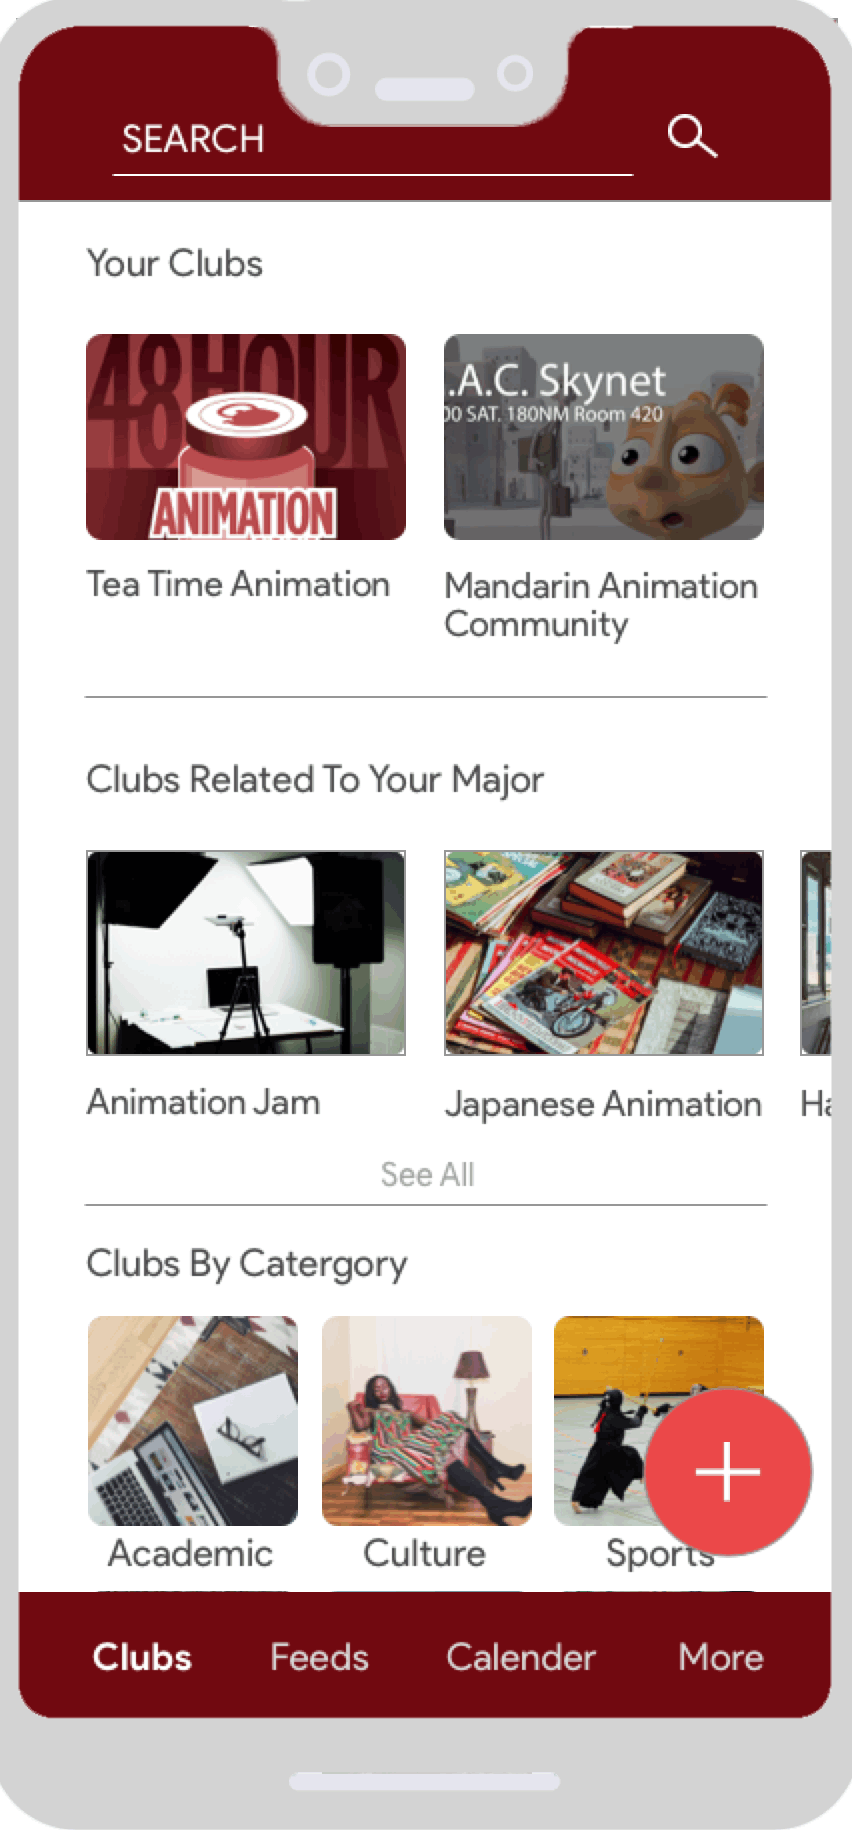 SEARCH
Your Clubs
48HOUR
ANIMATION
.A.C. Skynet
00 SAT. 180NM Room 420
Tea Time Animation
Mandarin Animation
Community
Clubs Related To Your Major
SPECIAL
Animation Jam
Japanese Animation
Ha
See All
Clubs By Catergory
Academic
Culture
Sports
Clubs
Feeds
Calender
More